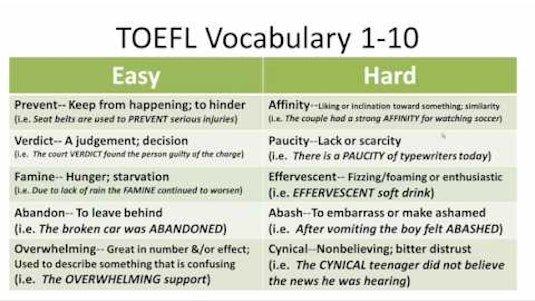 TOEFL Vocabulary 1-10
Easy
Hard
Prevent-- Keep from happening; to hinder
(i.e. Seat belts are used to PREVENT serious injuries)
Affinity--Liking or inclination toward something; similarity
(i.e. The couple had a strong AFFINITY for watching soccer)
Verdict-- A judgement; decision
(i.e. The court VERDICT found the person guilty of the charge)
Paucity--Lack or scarcity
(i.e. There is a PAUCITY of typewriters today)
Famine-- Hunger; starvation
(i.e. Due to lack of rain the FAMINE continued to worsen)
Effervescent-- Fizzing/foaming or enthusiastic
(i.e. EFFERVESCENT soft drink)
Abandon-- To leave behind
(i.e. The broken car was ABANDONED)
Abash--To embarrass or make ashamed
(i.e. After vomiting the boy felt ABASHED)
Overwhelming-- Great in number &/or effect;
Used to describe something that is confusing
(i.e. The OVERWHELMING support)
Cynical--Nonbelieving; bitter distrust
(i.e. The CYNICAL teenager did not believe
the news he was hearing)